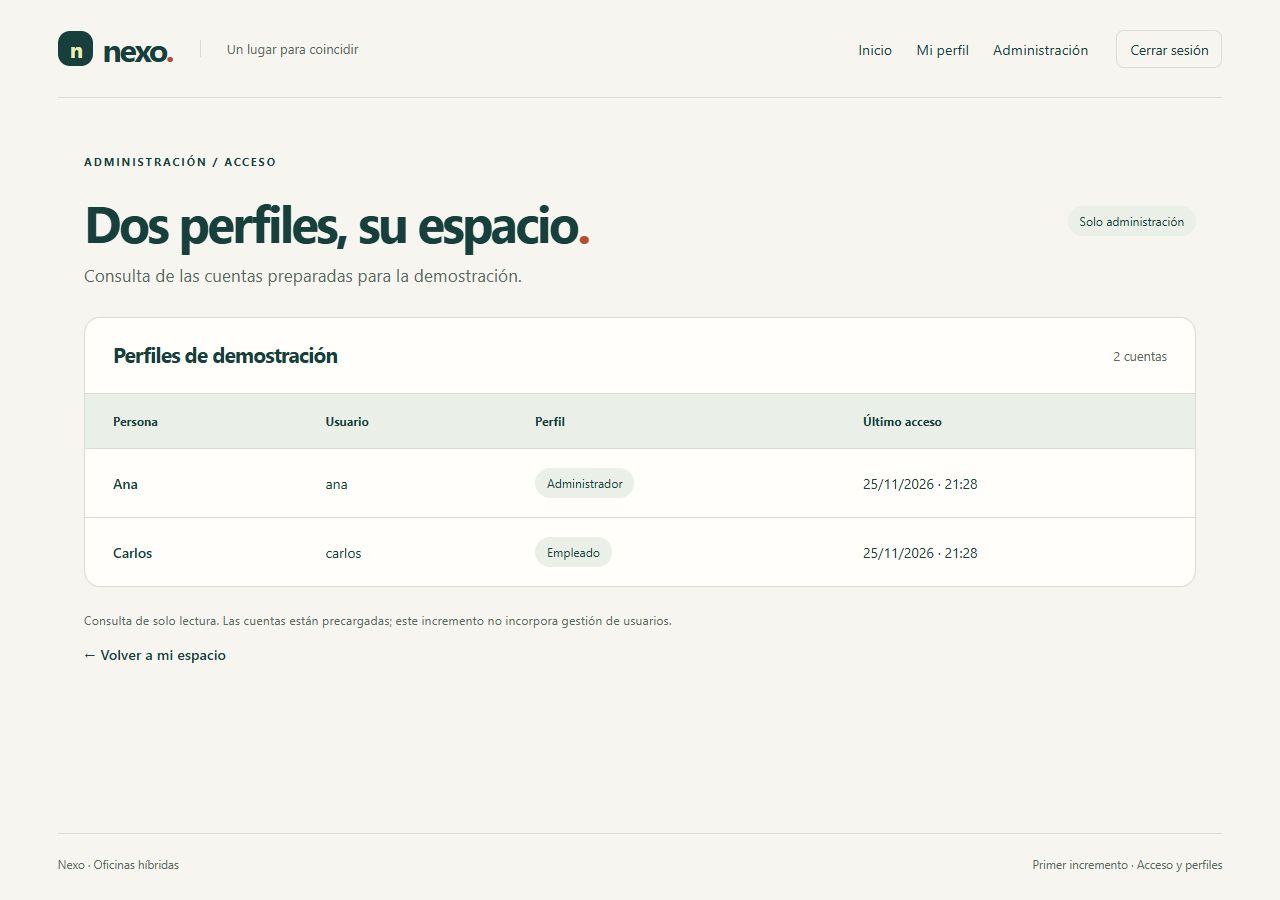 n nexo. Un lugar para coincidir Inicio Mi perfil Administración Cerrar sesión
ADMINISTRACIÓN / ACCESO
Dos perfiles, su espacio.
Solo administración
Consulta de las cuentas preparadas para la demostración.
Perfiles de demostración 2 cuentas
Persona Usuario Perfil Último acceso
Ana ana Administrador 25/11/2026 · 21:28
Carlos carlos Empleado 25/11/2026 · 21:28
Consulta de solo lectura. Las cuentas están precargadas; este incremento no incorpora gestión de usuarios.
← Volver a mi espacio
Nexo · Oficinas híbridas Primer incremento · Acceso y perfiles